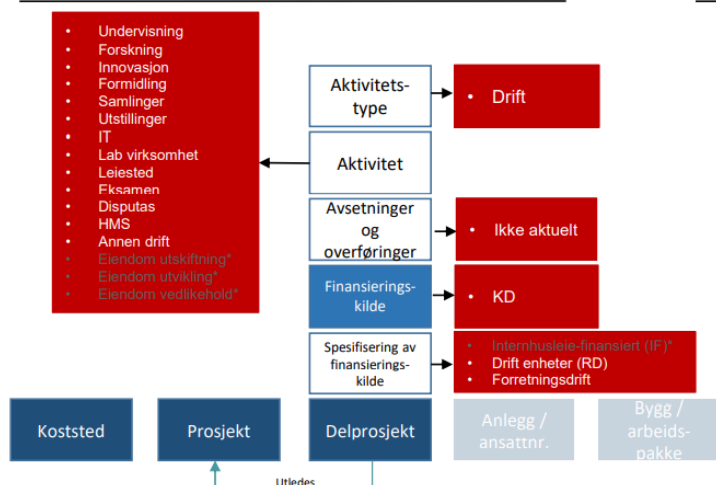 Undervisning
Forskning
Innovasjon
Formidling
Samlinger
Utstillinger
IT
Lab virksomhet
Leiested
Eksamen
Disputas
HMS
Annen drift
Eiendom utskiftning*
Eiendom utvikling*
Eiendom vedlikehold*
Aktivitets-
type
Drift
Aktivitet
Avsetninger
og
overføringer
Ikke aktuelt
Finansierings-
kilde
KD
Spesifisering av
finansierings-
kilde
Internhusleie-finansiert (IF)*
Drift enheter (RD)
Forretningsdrift
Koststed
Prosjekt
Delprosjekt
Anlegg /
ansattnr.
Bygg /
arbeids-
pakke
Utledes